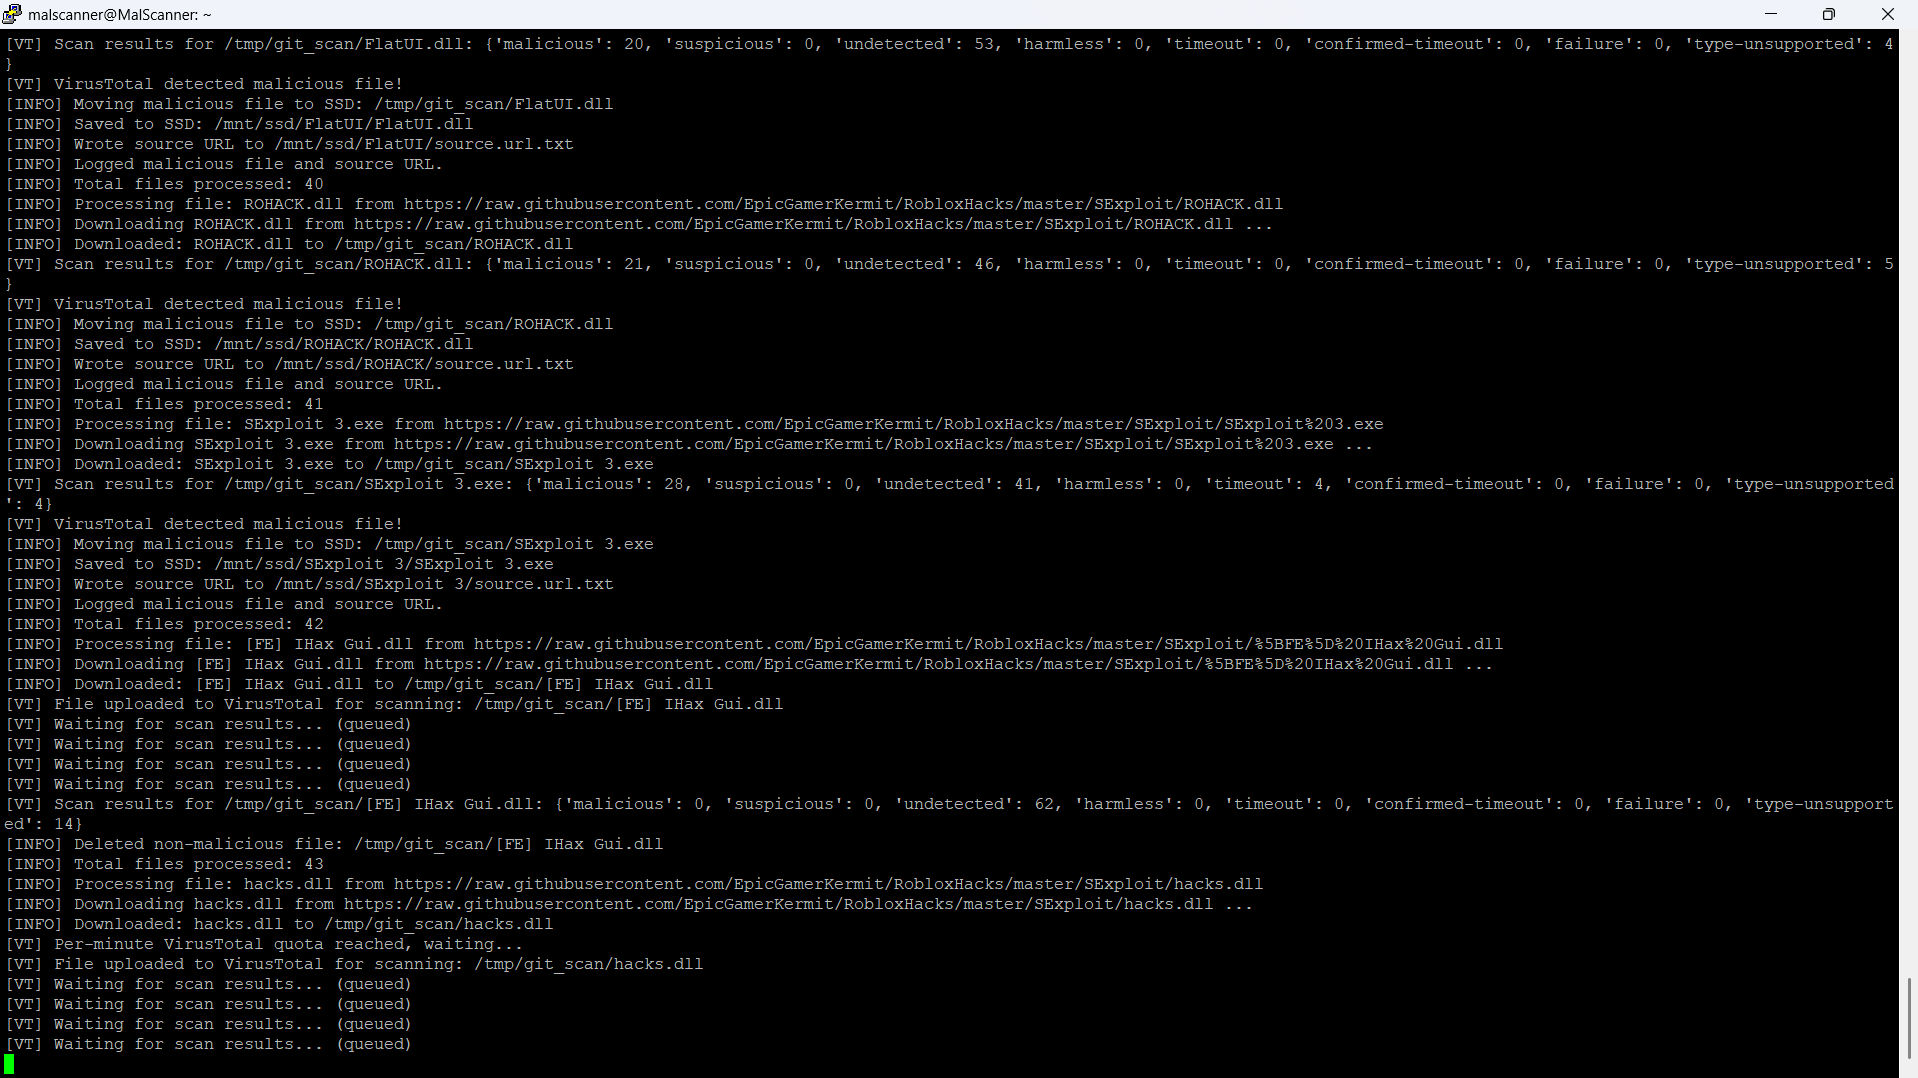 malscanner@MalScanner: ~
[VT] Scan results for /tmp/git_scan/FlatUI.dll: {'malicious': 20, 'suspicious': 0, 'undetected': 53, 'harmless': 0, 'timeout': 0, 'confirmed-timeout': 0, 'failure': 0, 'type-unsupported': 4
}
[VT] VirusTotal detected malicious file!
[INFO] Moving malicious file to SSD: /tmp/git_scan/FlatUI.dll
[INFO] Saved to SSD: /mnt/ssd/FlatUI/FlatUI.dll
[INFO] Wrote source URL to /mnt/ssd/FlatUI/source.url.txt
[INFO] Logged malicious file and source URL.
[INFO] Total files processed: 40
[INFO] Processing file: ROHACK.dll from https://raw.githubusercontent.com/EpicGamerKermit/RobloxHacks/master/SExploit/ROHACK.dll
[INFO] Downloading ROHACK.dll from https://raw.githubusercontent.com/EpicGamerKermit/RobloxHacks/master/SExploit/ROHACK.dll ...
[INFO] Downloaded: ROHACK.dll to /tmp/git_scan/ROHACK.dll
[VT] Scan results for /tmp/git_scan/ROHACK.dll: {'malicious': 21, 'suspicious': 0, 'undetected': 46, 'harmless': 0, 'timeout': 0, 'confirmed-timeout': 0, 'failure': 0, 'type-unsupported': 5
}
[VT] VirusTotal detected malicious file!
[INFO] Moving malicious file to SSD: /tmp/git_scan/ROHACK.dll
[INFO] Saved to SSD: /mnt/ssd/ROHACK/ROHACK.dll
[INFO] Wrote source URL to /mnt/ssd/ROHACK/source.url.txt
[INFO] Logged malicious file and source URL.
[INFO] Total files processed: 41
[INFO] Processing file: SExploit 3.exe from https://raw.githubusercontent.com/EpicGamerKermit/RobloxHacks/master/SExploit/SExploit%203.exe
[INFO] Downloading SExploit 3.exe from https://raw.githubusercontent.com/EpicGamerKermit/RobloxHacks/master/SExploit/SExploit%203.exe ...
[INFO] Downloaded: SExploit 3.exe to /tmp/git_scan/SExploit 3.exe
[VT] Scan results for /tmp/git_scan/SExploit 3.exe: {'malicious': 28, 'suspicious': 0, 'undetected': 41, 'harmless': 0, 'timeout': 4, 'confirmed-timeout': 0, 'failure': 0, 'type-unsupported
': 4}
[VT] VirusTotal detected malicious file!
[INFO] Moving malicious file to SSD: /tmp/git_scan/SExploit 3.exe
[INFO] Saved to SSD: /mnt/ssd/SExploit 3/SExploit 3.exe
[INFO] Wrote source URL to /mnt/ssd/SExploit 3/source.url.txt
[INFO] Logged malicious file and source URL.
[INFO] Total files processed: 42
[INFO] Processing file: [FE] IHax Gui.dll from https://raw.githubusercontent.com/EpicGamerKermit/RobloxHacks/master/SExploit/%5BFE%5D%20IHax%20Gui.dll
[INFO] Downloading [FE] IHax Gui.dll from https://raw.githubusercontent.com/EpicGamerKermit/RobloxHacks/master/SExploit/%5BFE%5D%20IHax%20Gui.dll ...
[INFO] Downloaded: [FE] IHax Gui.dll to /tmp/git_scan/[FE] IHax Gui.dll
[VT] File uploaded to VirusTotal for scanning: /tmp/git_scan/[FE] IHax Gui.dll
[VT] Waiting for scan results... (queued)
[VT] Waiting for scan results... (queued)
[VT] Waiting for scan results... (queued)
[VT] Waiting for scan results... (queued)
[VT] Scan results for /tmp/git_scan/[FE] IHax Gui.dll: {'malicious': 0, 'suspicious': 0, 'undetected': 62, 'harmless': 0, 'timeout': 0, 'confirmed-timeout': 0, 'failure': 0, 'type-unsupport
ed': 14}
[INFO] Deleted non-malicious file: /tmp/git_scan/[FE] IHax Gui.dll
[INFO] Total files processed: 43
[INFO] Processing file: hacks.dll from https://raw.githubusercontent.com/EpicGamerKermit/RobloxHacks/master/SExploit/hacks.dll
[INFO] Downloading hacks.dll from https://raw.githubusercontent.com/EpicGamerKermit/RobloxHacks/master/SExploit/hacks.dll ...
[INFO] Downloaded: hacks.dll to /tmp/git_scan/hacks.dll
[VT] Per-minute VirusTotal quota reached, waiting...
[VT] File uploaded to VirusTotal for scanning: /tmp/git_scan/hacks.dll
[VT] Waiting for scan results... (queued)
[VT] Waiting for scan results... (queued)
[VT] Waiting for scan results... (queued)
[VT] Waiting for scan results... (queued)